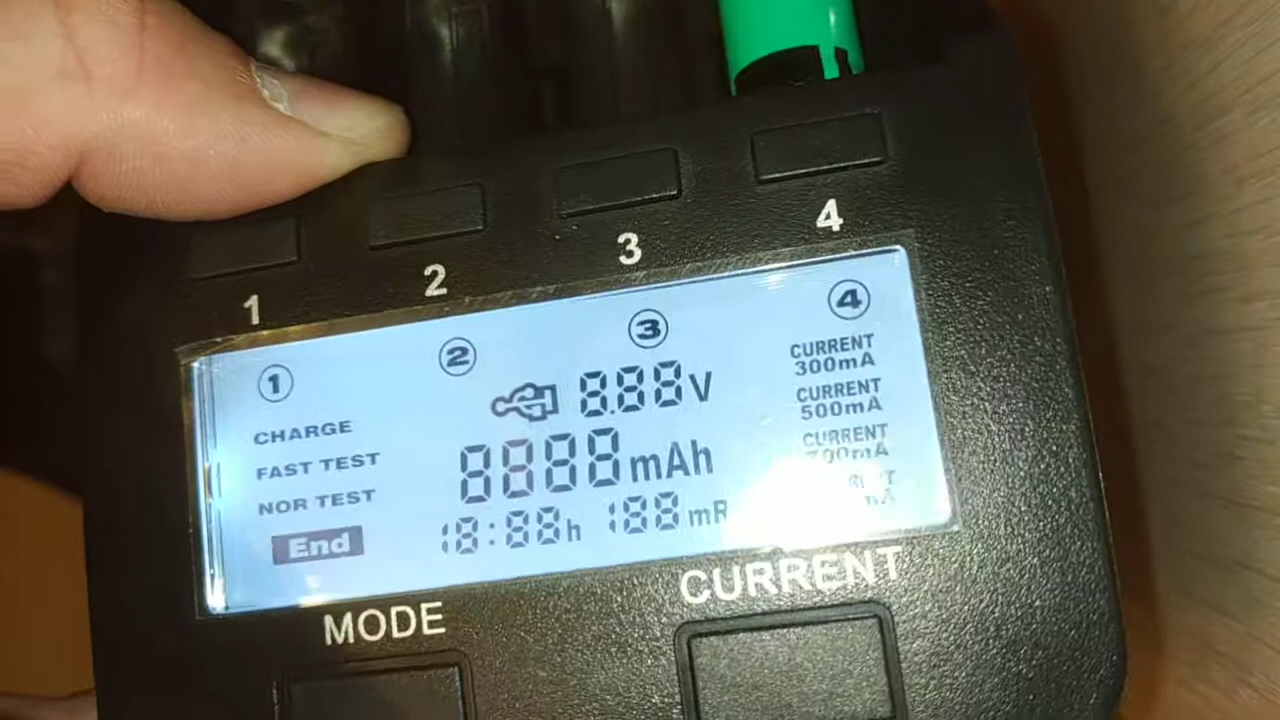 1 2 3 4
① ② ③ ④
CHARGE
FAST TEST
NOR TEST
End
8.88V
8888mAh
18:88h 188mR
CURRENT
300mA
CURRENT
500mA
CURRENT
700mA
MODE
CURRENT